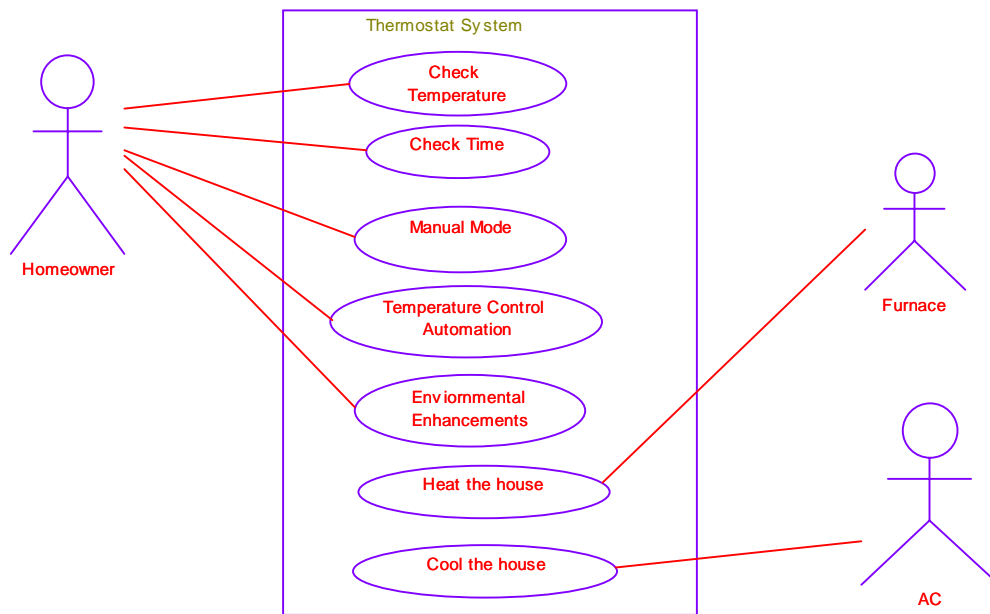 Thermostat System
Check
Temperature
Check Time
Manual Mode
Homeowner
Furnace
Temperature Control
Automation
Enviornmental
Enhancements
Heat the house
Cool the house
AC